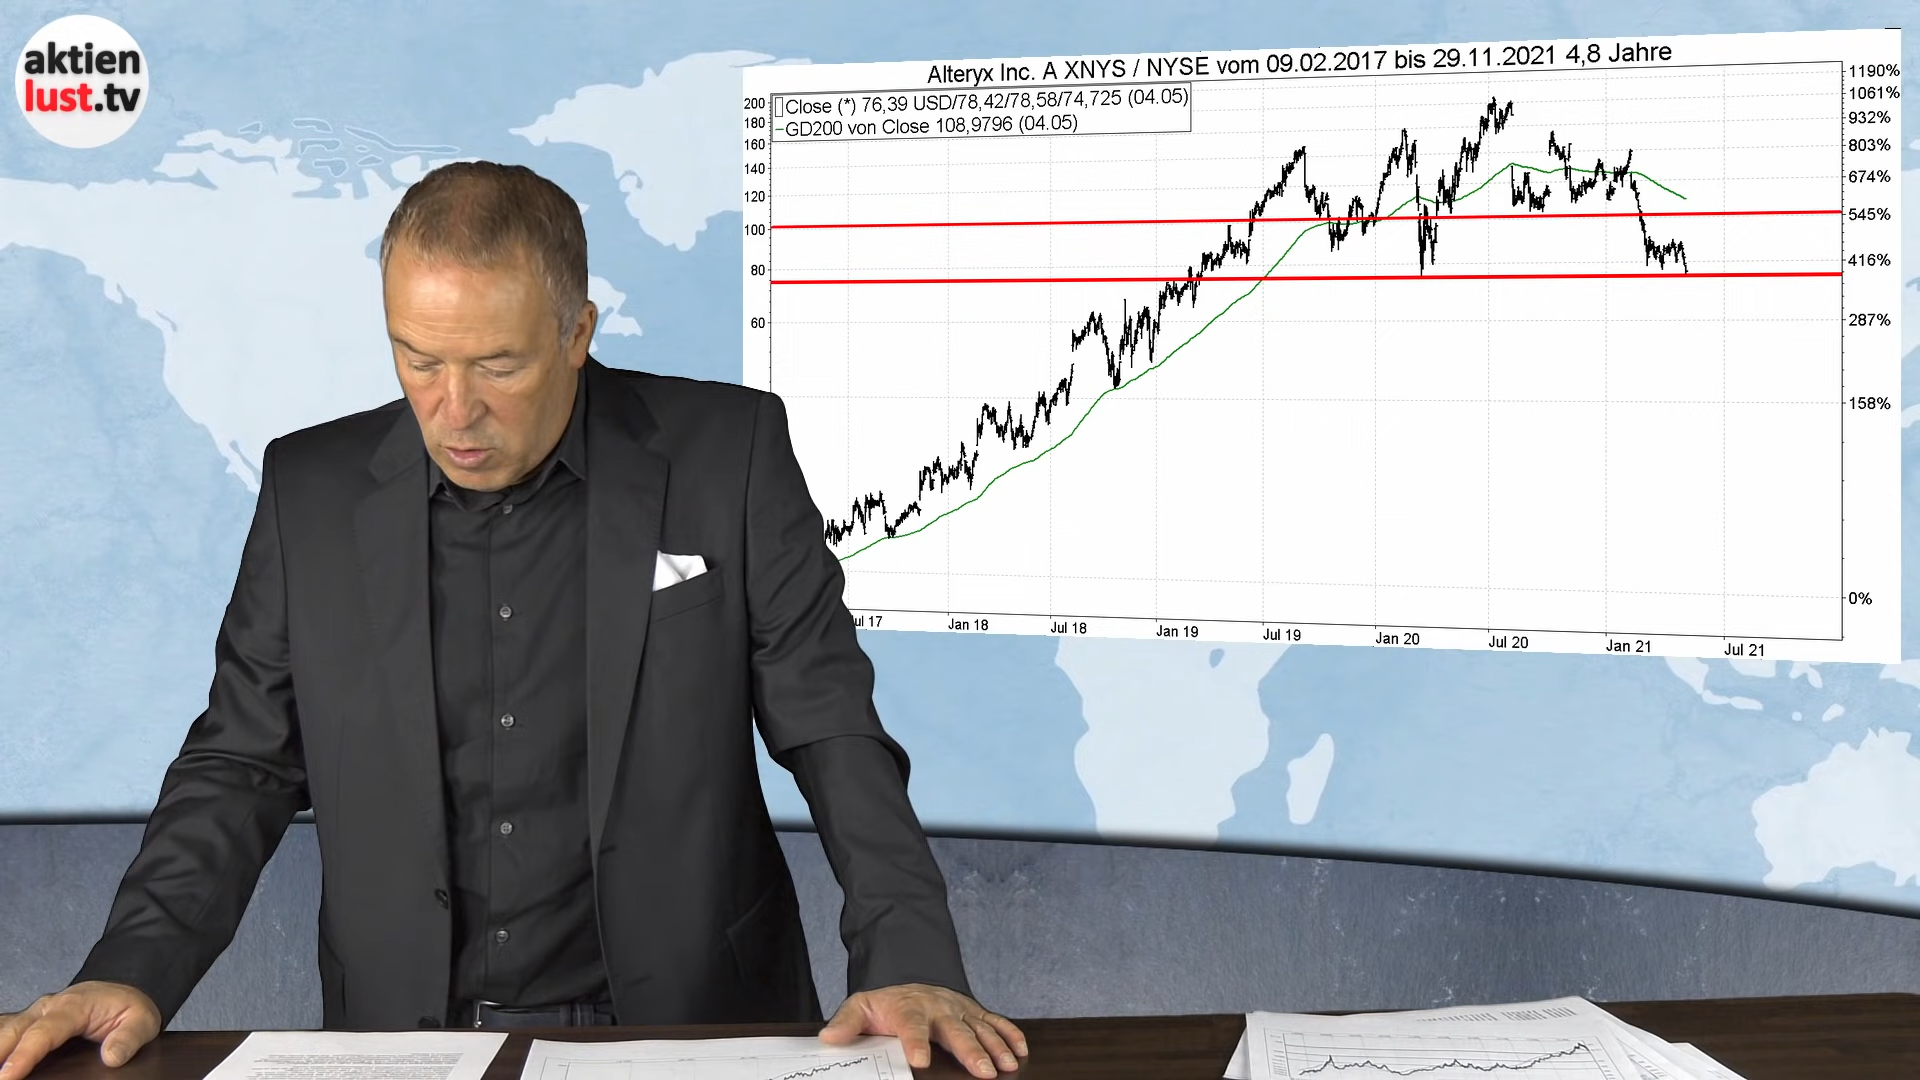 aktien
lust.tv
Alteryx Inc. A XNYS / NYSE vom 09.02.2017 bis 29.11.2021 4,8 Jahre
Close (*) 76,39 USD/78,42/78,58/74,725 (04.05)
GD200 von Close 108,9796 (04.05)
200
180
160
140
120
100
80
60
1190%
1061%
932%
803%
674%
545%
416%
287%
158%
0%
ul 17
Jan 18
Jul 18
Jan 19
Jul 19
Jan 20
Jul 20
Jan 21
Jul 21